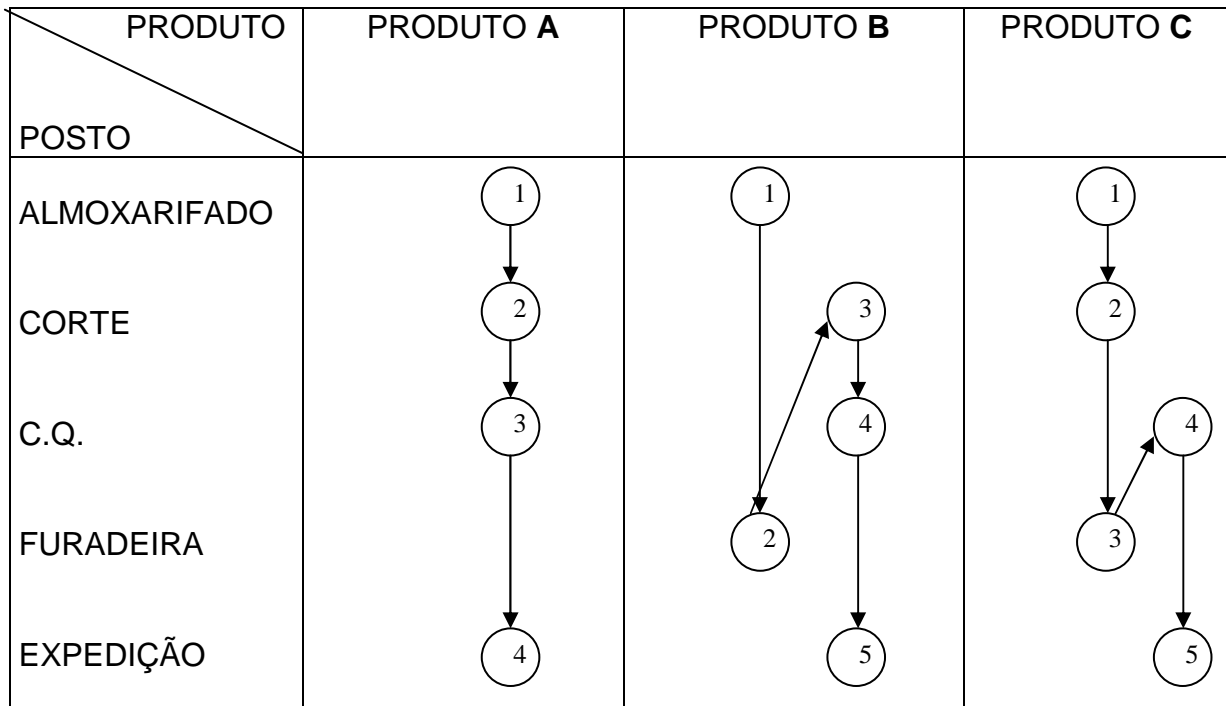 PRODUTO PRODUTO A PRODUTO B PRODUTO C
POSTO
ALMOXARIFADO 1 1 1
CORTE 2 3 2
C.Q. 3 4 4
FURADEIRA 2 3
EXPEDIÇÃO 4 5 5